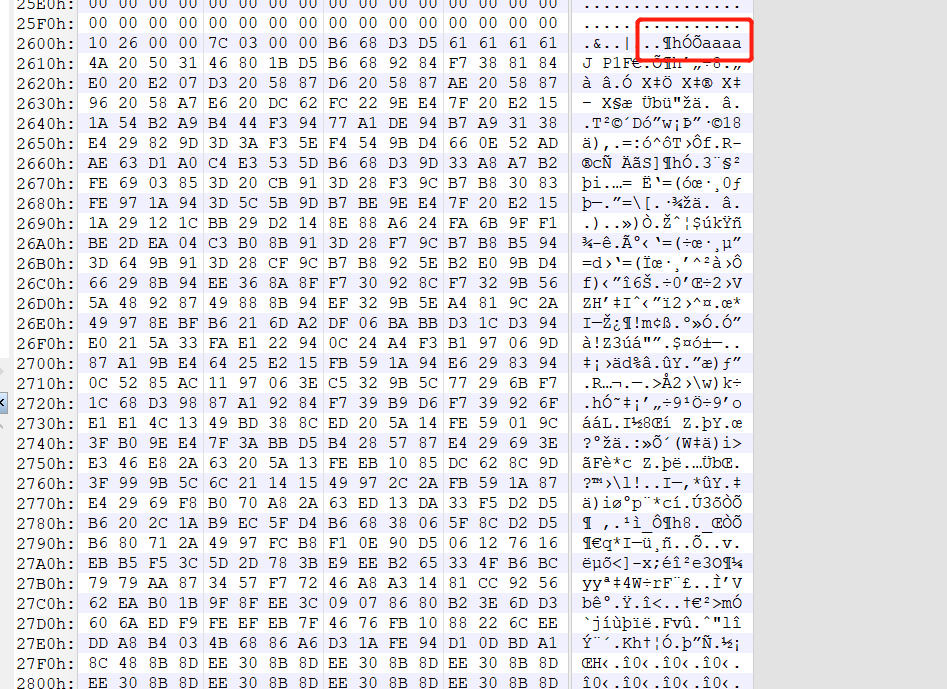 25E0h: 00 00 00 00 00 00 00 00 00 00 00 00 00 00 00 00 ................
25F0h: 00 00 00 00 00 00 00 00 00 00 00 00 00 00 00 00 ................
2600h: 10 26 00 00 7C 03 00 00 B6 68 D3 D5 61 61 61 61 .&..|...¶hÓÕaaaa
2610h: 4A 20 50 31 46 80 1B D5 B6 68 92 84 F7 38 81 84 J P1F€.Õ¶h’„÷8.„
2620h: E0 20 E2 07 D3 20 58 87 D6 20 58 87 AE 20 58 87 à â.Ó X‡Ö X‡® X‡
2630h: 96 20 58 A7 E6 20 DC 62 FC 22 9E E4 7F 20 E2 15 – X§æ Übü"žä. â.
2640h: 1A 54 B2 A9 B4 44 F3 94 77 A1 DE 94 B7 A9 31 38 .T²©´Dó”w¡Þ”·©18
2650h: E4 29 82 9D 3D 3A F3 5E F4 54 9B D4 66 0E 52 AD ä)‚.=:ó^ôT›Ôf.R-
2660h: AE 63 D1 A0 C4 E3 53 5D B6 68 D3 9D 33 A8 A7 B2 ®cÑ ÄãS]¶hÓ.3¨§²
2670h: FE 69 03 85 3D 20 CB 91 3D 28 F3 9C B7 B8 30 83 þi.…= Ë‘=(óœ·¸0ƒ
2680h: FE 97 1A 94 3D 5C 5B 9D B7 BE 9E E4 7F 20 E2 15 þ—.”=\[.·¾žä. â.
2690h: 1A 29 12 1C BB 29 D2 14 8E 88 A6 24 FA 6B 9F F1 .)..»)Ò.Žˆ¦$úkŸñ
26A0h: BE 2D EA 04 C3 B0 8B 91 3D 28 F7 9C B7 B8 B5 94 ¾-ê.Ã°‹‘=(÷œ·¸µ”
26B0h: 3D 64 9B 91 3D 28 CF 9C B7 B8 92 5E B2 E0 9B D4 =d›‘=(Ïœ·¸’^²à›Ô
26C0h: 66 29 8B 94 EE 36 8A 8F F7 30 92 8C F7 32 9B 56 f)‹”î6Š.÷0’Œ÷2›V
26D0h: 5A 48 92 87 49 88 8B 94 EF 32 9B 5E A4 81 9C 2A ZH’‡Iˆ‹”ï2›^¤.œ*
26E0h: 49 97 8E BF B6 21 6D A2 DF 06 BA BB D3 1C D3 94 I—Ž¿¶!m¢ß.º»Ó.Ó”
26F0h: E0 21 5A 33 FA E1 22 94 0C 24 A4 F3 B1 97 06 9D à!Z3úá"”.$¤ó±—..
2700h: 87 A1 9B E4 64 25 E2 15 FB 59 1A 94 E6 29 83 94 ‡¡›äd%â.ûY.”æ)ƒ”
2710h: 0C 52 85 AC 11 97 06 3E C5 32 9B 5C 77 29 6B F7 .R…¬.—.>Å2›\w)k÷
2720h: 1C 68 D3 98 87 A1 92 84 F7 39 B9 D6 F7 39 92 6F .hÓ˜‡¡’„÷9¹Ö÷9’o
2730h: E1 E1 4C 13 49 BD 38 8C ED 20 5A 14 FE 59 01 9C ááL.I½8Œí Z.þY.œ
2740h: 3F B0 9E E4 7F 3A BB D5 B4 28 57 87 E4 29 69 3E ?°žä.:»Õ´(W‡ä)i>
2750h: E3 46 E8 2A 63 20 5A 13 FE EB 10 85 DC 62 8C 9D ãFè*c Z.þë.…ÜbŒ.
2760h: 3F 99 9B 5C 6C 21 14 15 49 97 2C 2A FB 59 1A 87 ?™›\l!..I—,*ûY.‡
2770h: E4 29 69 F8 B0 70 A8 2A 63 ED 13 DA 33 F5 D2 D5 ä)iø°p¨*cí.Ú3õÒÕ
2780h: B6 20 2C 1A B9 EC 5F D4 B6 68 38 06 5F 8C D2 D5 ¶ ,.¹ì_Ô¶h8._ŒÒÕ
2790h: B6 80 71 2A 49 97 FC B8 F1 0E 90 D5 06 12 76 16 ¶€q*I—ü¸ñ..Õ..v.
27A0h: EB B5 F5 3C 5D 2D 78 3B E9 EE B2 65 33 4F B6 BC ëµõ<]-x;éî²e3O¶¼
27B0h: 79 79 AA 87 34 57 F7 72 46 A8 A3 14 81 CC 92 56 yyª‡4W÷rF¨£..Ì’V
27C0h: 62 EA B0 1B 9F 8F EE 3C 09 07 86 80 B2 3E 6D D3 bê°.Ÿ.î<..†€²>mÓ
27D0h: 60 6A ED F9 FE EF EB 7F 46 76 FB 10 88 22 6C EE `jíùþïë.Fvû.ˆ"lî
27E0h: DD A8 B4 03 4B 68 86 A6 D3 1A FE 94 D1 0D BD A1 Ý¨´.Kh†¦Ó.þ”Ñ.½¡
27F0h: 8C 48 8B 8D EE 30 8B 8D EE 30 8B 8D EE 30 8B 8D ŒH‹.î0‹.î0‹.î0‹.
2800h: EE 30 8B 8D EE 30 8B 8D EE 30 8B 8D EE 30 8B 8D î0‹.î0‹.î0‹.î0‹.